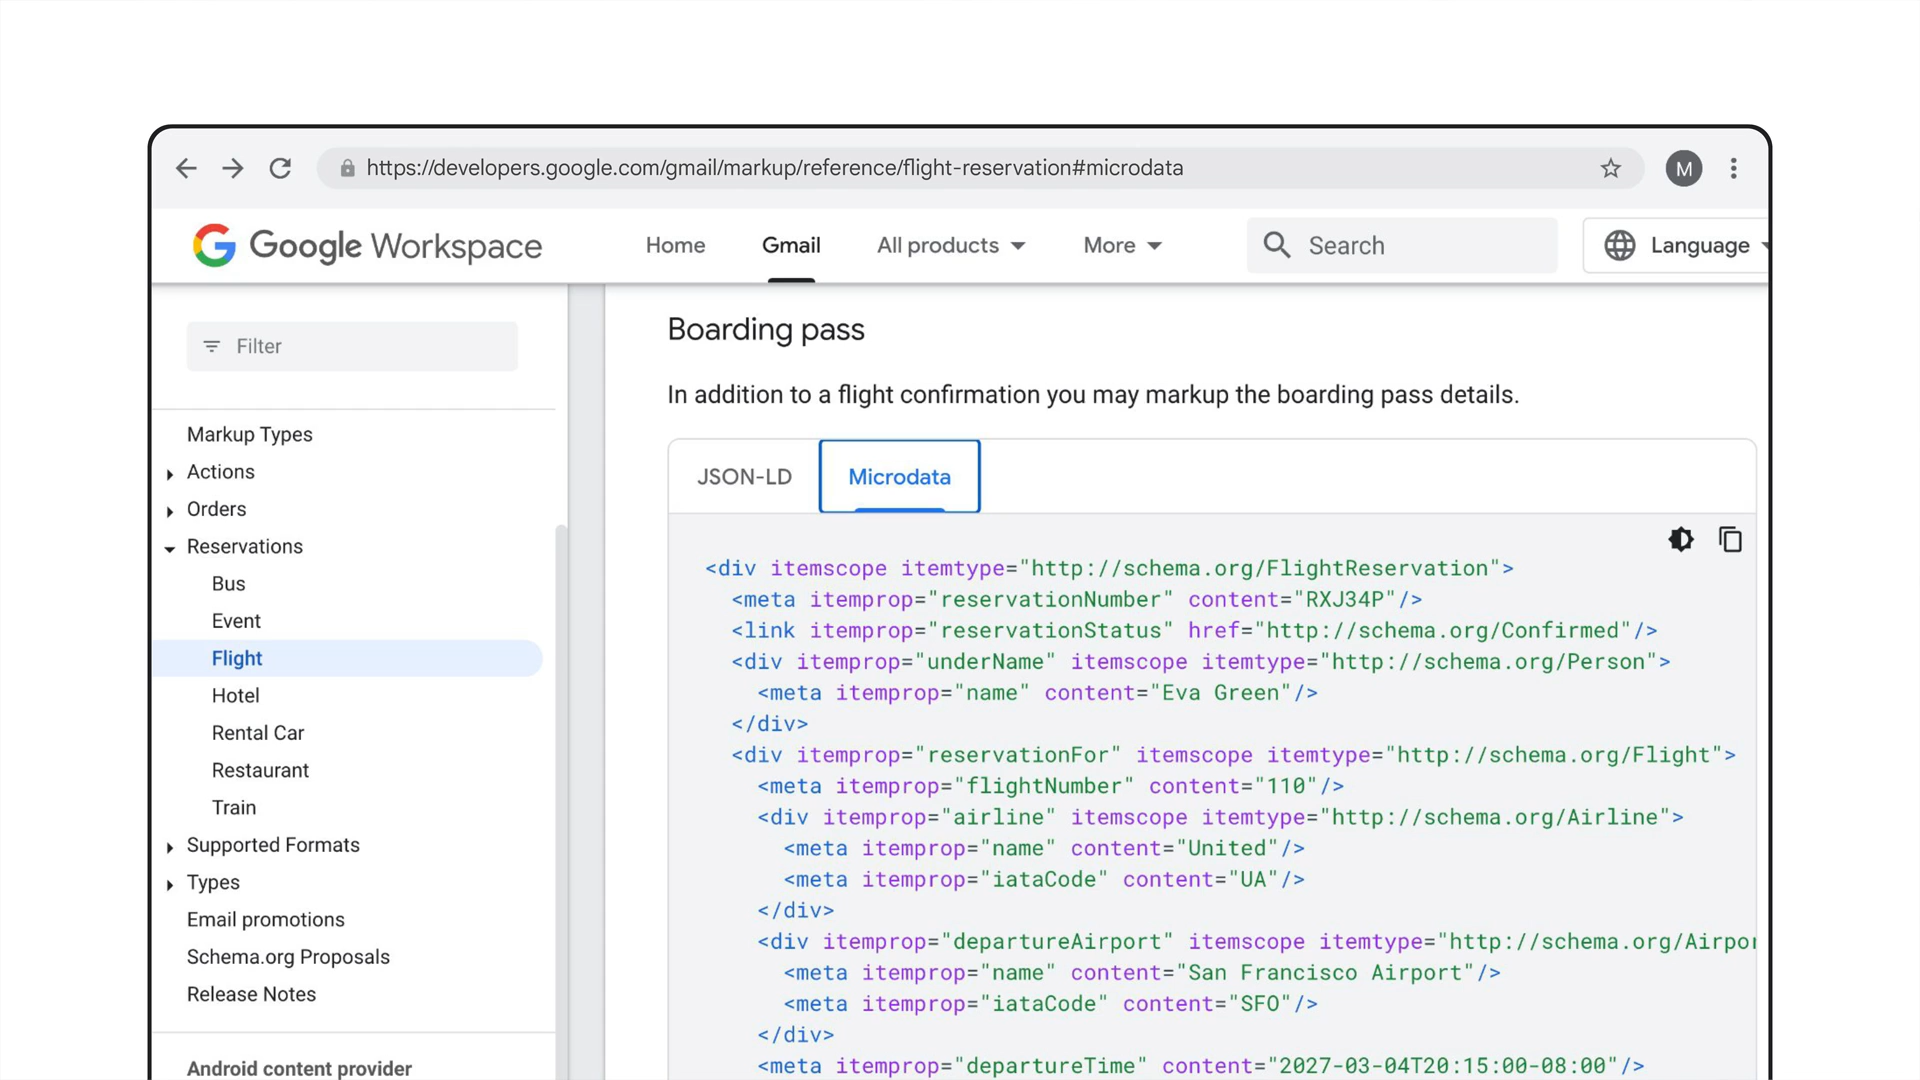 https://developers.google.com/gmail/markup/reference/flight-reservation#microdata
M
Google Workspace
Home
Gmail
All products
More
Search
Language
Filter
Markup Types
Actions
Orders
Reservations
Bus
Event
Flight
Hotel
Rental Car
Restaurant
Train
Supported Formats
Types
Email promotions
Schema.org Proposals
Release Notes
Android content provider
Boarding pass
In addition to a flight confirmation you may markup the boarding pass details.
JSON-LD
Microdata
<div itemscope itemtype="http://schema.org/FlightReservation">
<meta itemprop="reservationNumber" content="RXJ34P"/>
<link itemprop="reservationStatus" href="http://schema.org/Confirmed"/>
<div itemprop="underName" itemscope itemtype="http://schema.org/Person">
<meta itemprop="name" content="Eva Green"/>
</div>
<div itemprop="reservationFor" itemscope itemtype="http://schema.org/Flight">
<meta itemprop="flightNumber" content="110"/>
<div itemprop="airline" itemscope itemtype="http://schema.org/Airline">
<meta itemprop="name" content="United"/>
<meta itemprop="iataCode" content="UA"/>
</div>
<div itemprop="departureAirport" itemscope itemtype="http://schema.org/Airpor
<meta itemprop="name" content="San Francisco Airport"/>
<meta itemprop="iataCode" content="SFO"/>
</div>
<meta itemprop="departureTime" content="2027-03-04T20:15:00-08:00"/>